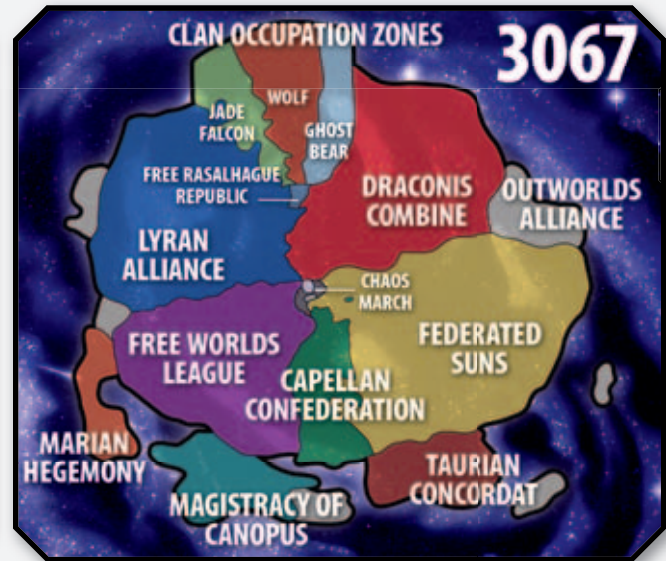 CLAN OCCUPATION ZONES
3067
WOLF
JADE
FALCON
GHOST
BEAR
FREE RASALHAGUE
REPUBLIC
DRACONIS
COMBINE
OUTWORLDS
ALLIANCE
LYRAN
ALLIANCE
CHAOS
MARCH
FREE WORLDS
LEAGUE
FEDERATED
SUNS
CAPELLAN
CONFEDERATION
MARIAN
HEGEMONY
TAURIAN
CONCORDAT
MAGISTRACY OF
CANOPUS